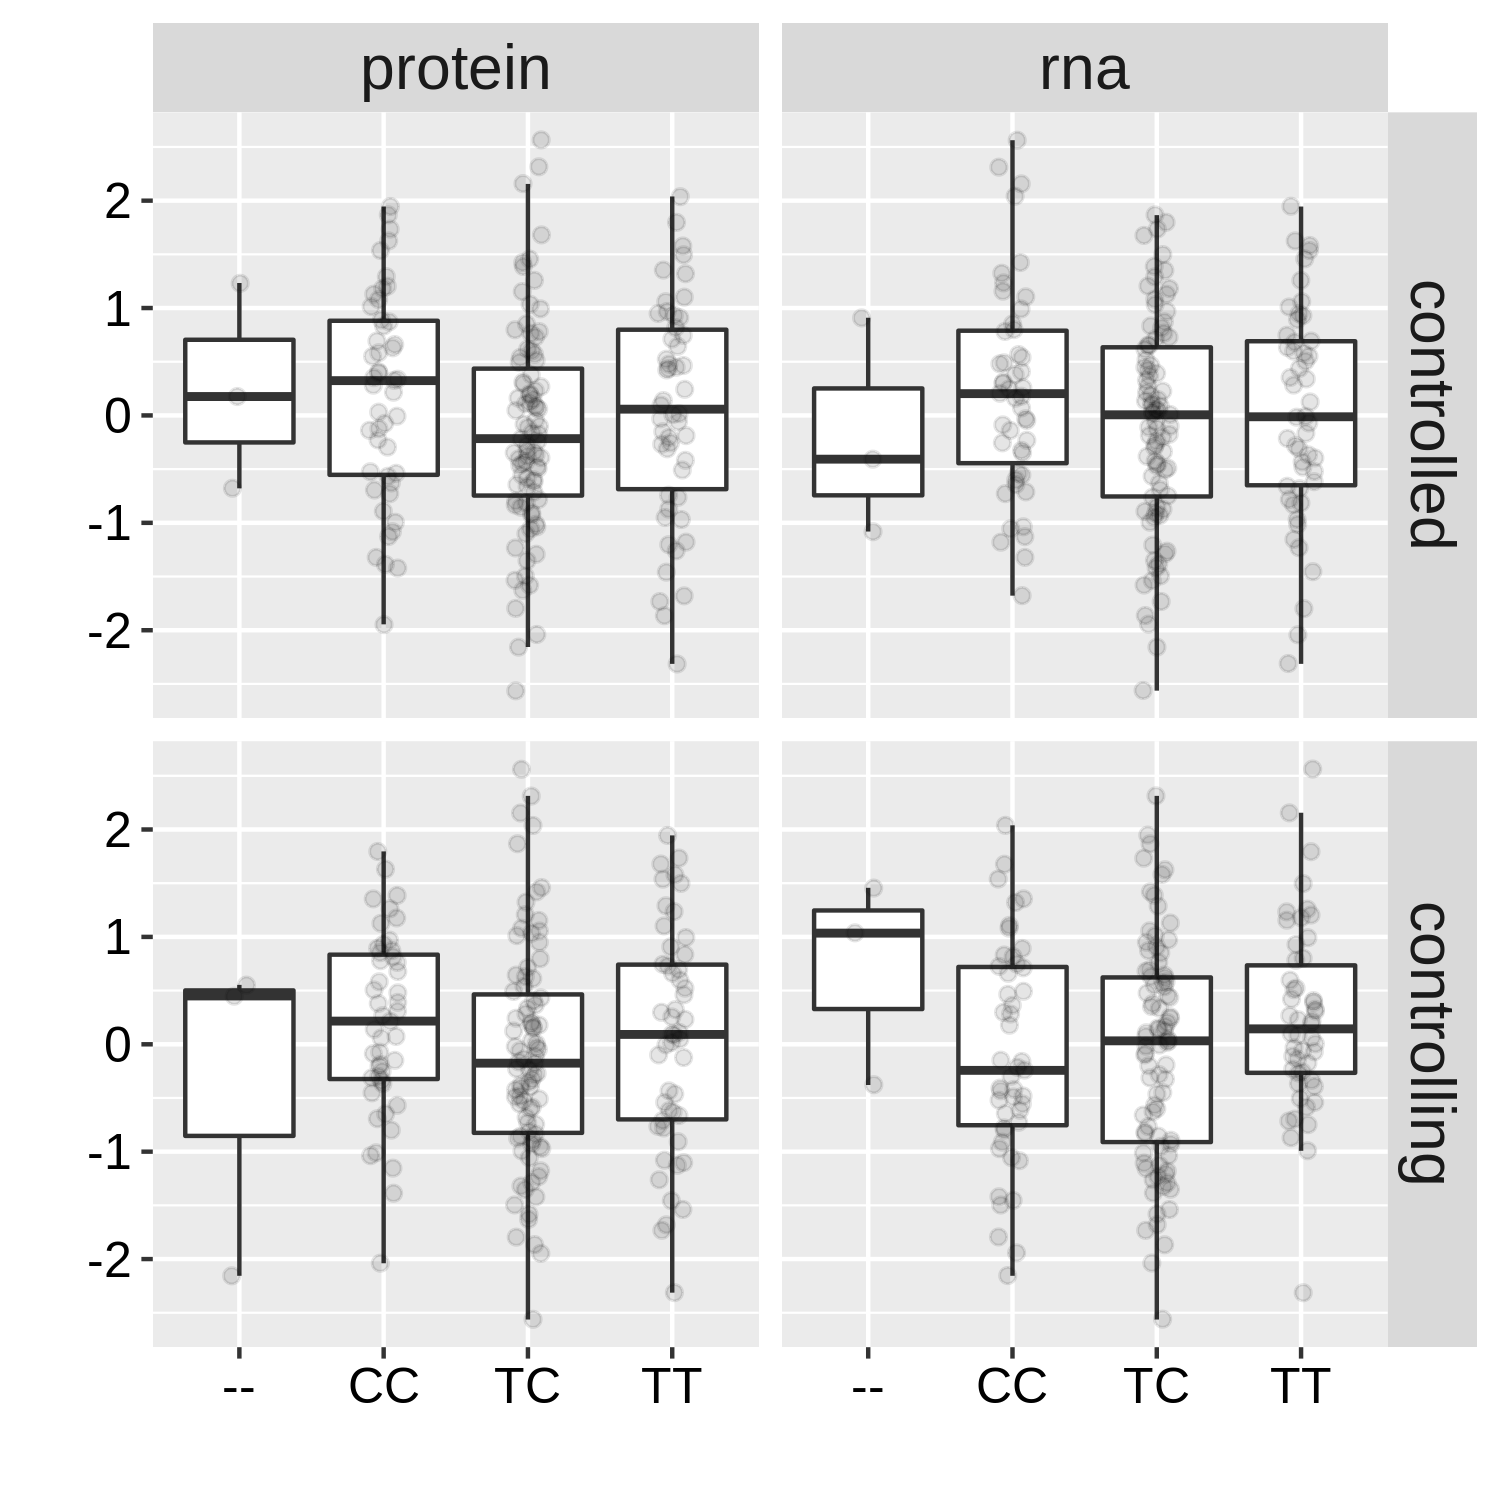 protein rna
controlled
2
1
0
-1
-2
controlling
2
1
0
-1
-2
-- CC TC TT -- CC TC TT